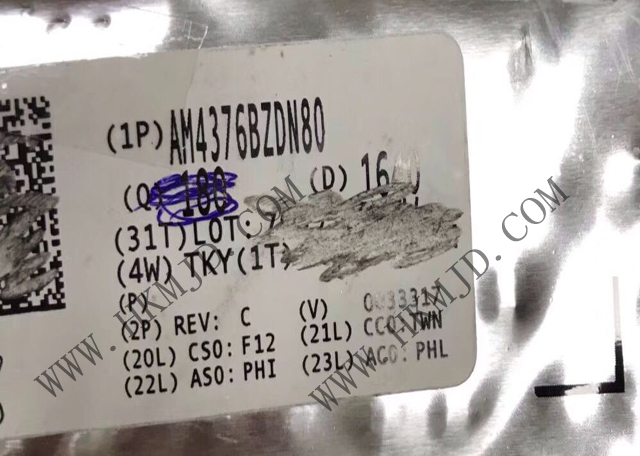 (1P) AM4376BZDN80
(Q) 180 (D) 16
(31T) LOT:
(4W) TKY (1T)
(P)
(2P) REV: C (V) 0033317
(20L) CSO: F12 (21L) CCO: TWN
(22L) ASO: PHI (23L) ACO: PHL
WWW.HKMJD.COM
WWW.HKMJD.COM